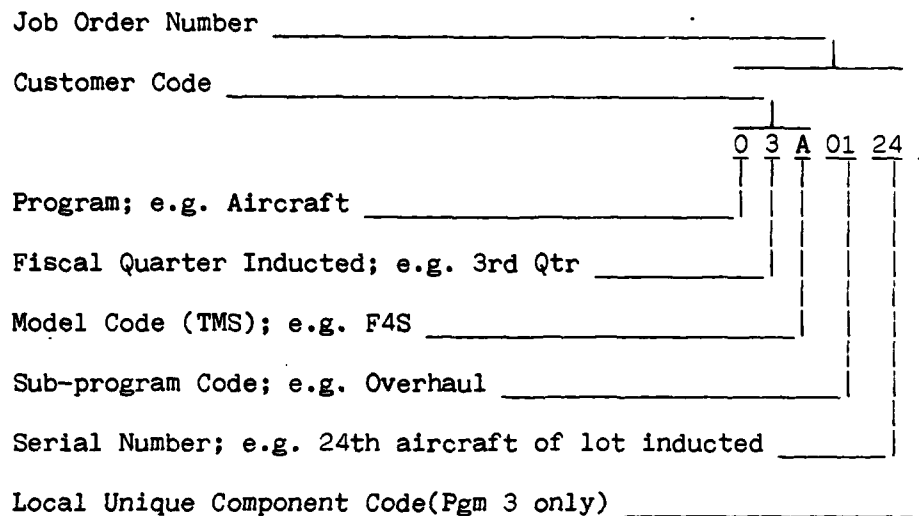 Job Order Number
Customer Code
0 3 A 01 24
Program; e.g. Aircraft
Fiscal Quarter Inducted; e.g. 3rd Qtr
Model Code (TMS); e.g. F4S
Sub-program Code; e.g. Overhaul
Serial Number; e.g. 24th aircraft of lot inducted
Local Unique Component Code(Pgm 3 only)